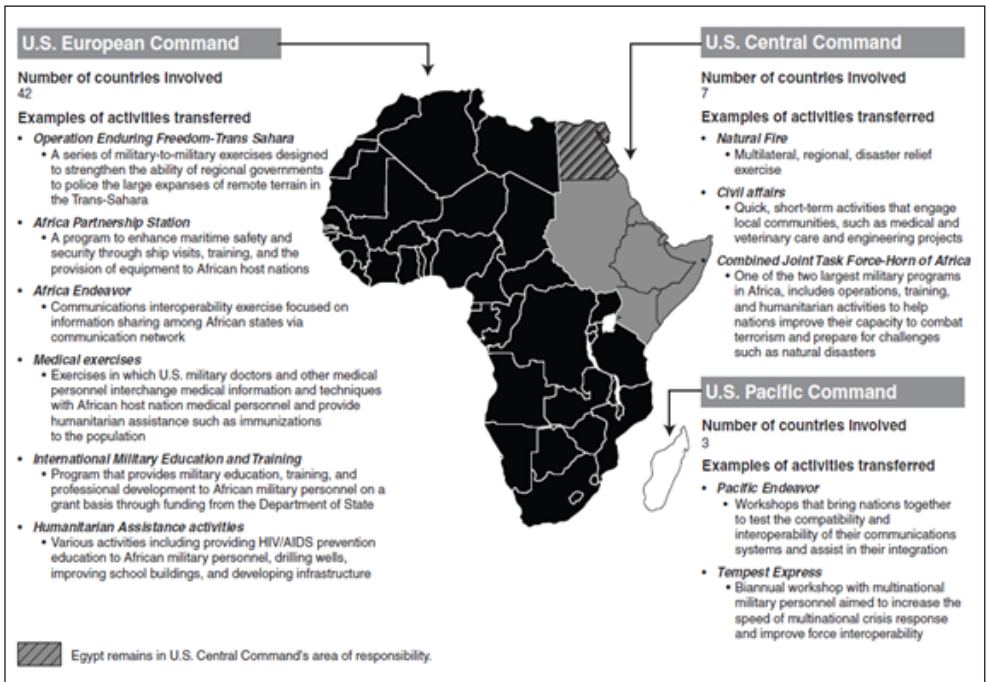 U.S. European Command
Number of countries involved
42
Examples of activities transferred
• Operation Enduring Freedom-Trans Sahara
• A series of military-to-military exercises designed
to strengthen the ability of regional governments
to police the large expanses of remote terrain in
the Trans-Sahara
• Africa Partnership Station
• A program to enhance maritime safety and
security through ship visits, training, and the
provision of equipment to African host nations
• Africa Endeavor
• Communications interoperability exercise focused on
information sharing among African states via
communication network
• Medical exercises
• Exercises in which U.S. military doctors and other medical
personnel interchange medical information and techniques
with African host nation medical personnel and provide
humanitarian assistance such as immunizations
to the population
• International Military Education and Training
• Program that provides military education, training, and
professional development to African military personnel on a
grant basis through funding from the Department of State
• Humanitarian Assistance activities
• Various activities including providing HIV/AIDS prevention
education to African military personnel, drilling wells,
improving school buildings, and developing infrastructure
U.S. Central Command
Number of countries involved
7
Examples of activities transferred
• Natural Fire
• Multilateral, regional, disaster relief
exercise
• Civil affairs
• Quick, short-term activities that engage
local communities, such as medical and
veterinary care and engineering projects
• Combined Joint Task Force-Horn of Africa
• One of the two largest military programs
in Africa, includes operations, training,
and humanitarian activities to help
nations improve their capacity to combat
terrorism and prepare for challenges
such as natural disasters
U.S. Pacific Command
Number of countries involved
3
Examples of activities transferred
• Pacific Endeavor
• Workshops that bring nations together
to test the compatibility and
interoperability of their communications
systems and assist in their integration
• Tempest Express
• Biannual workshop with multinational
military personnel aimed to increase the
speed of multinational crisis response
and improve force interoperability
Egypt remains in U.S. Central Command's area of responsibility.